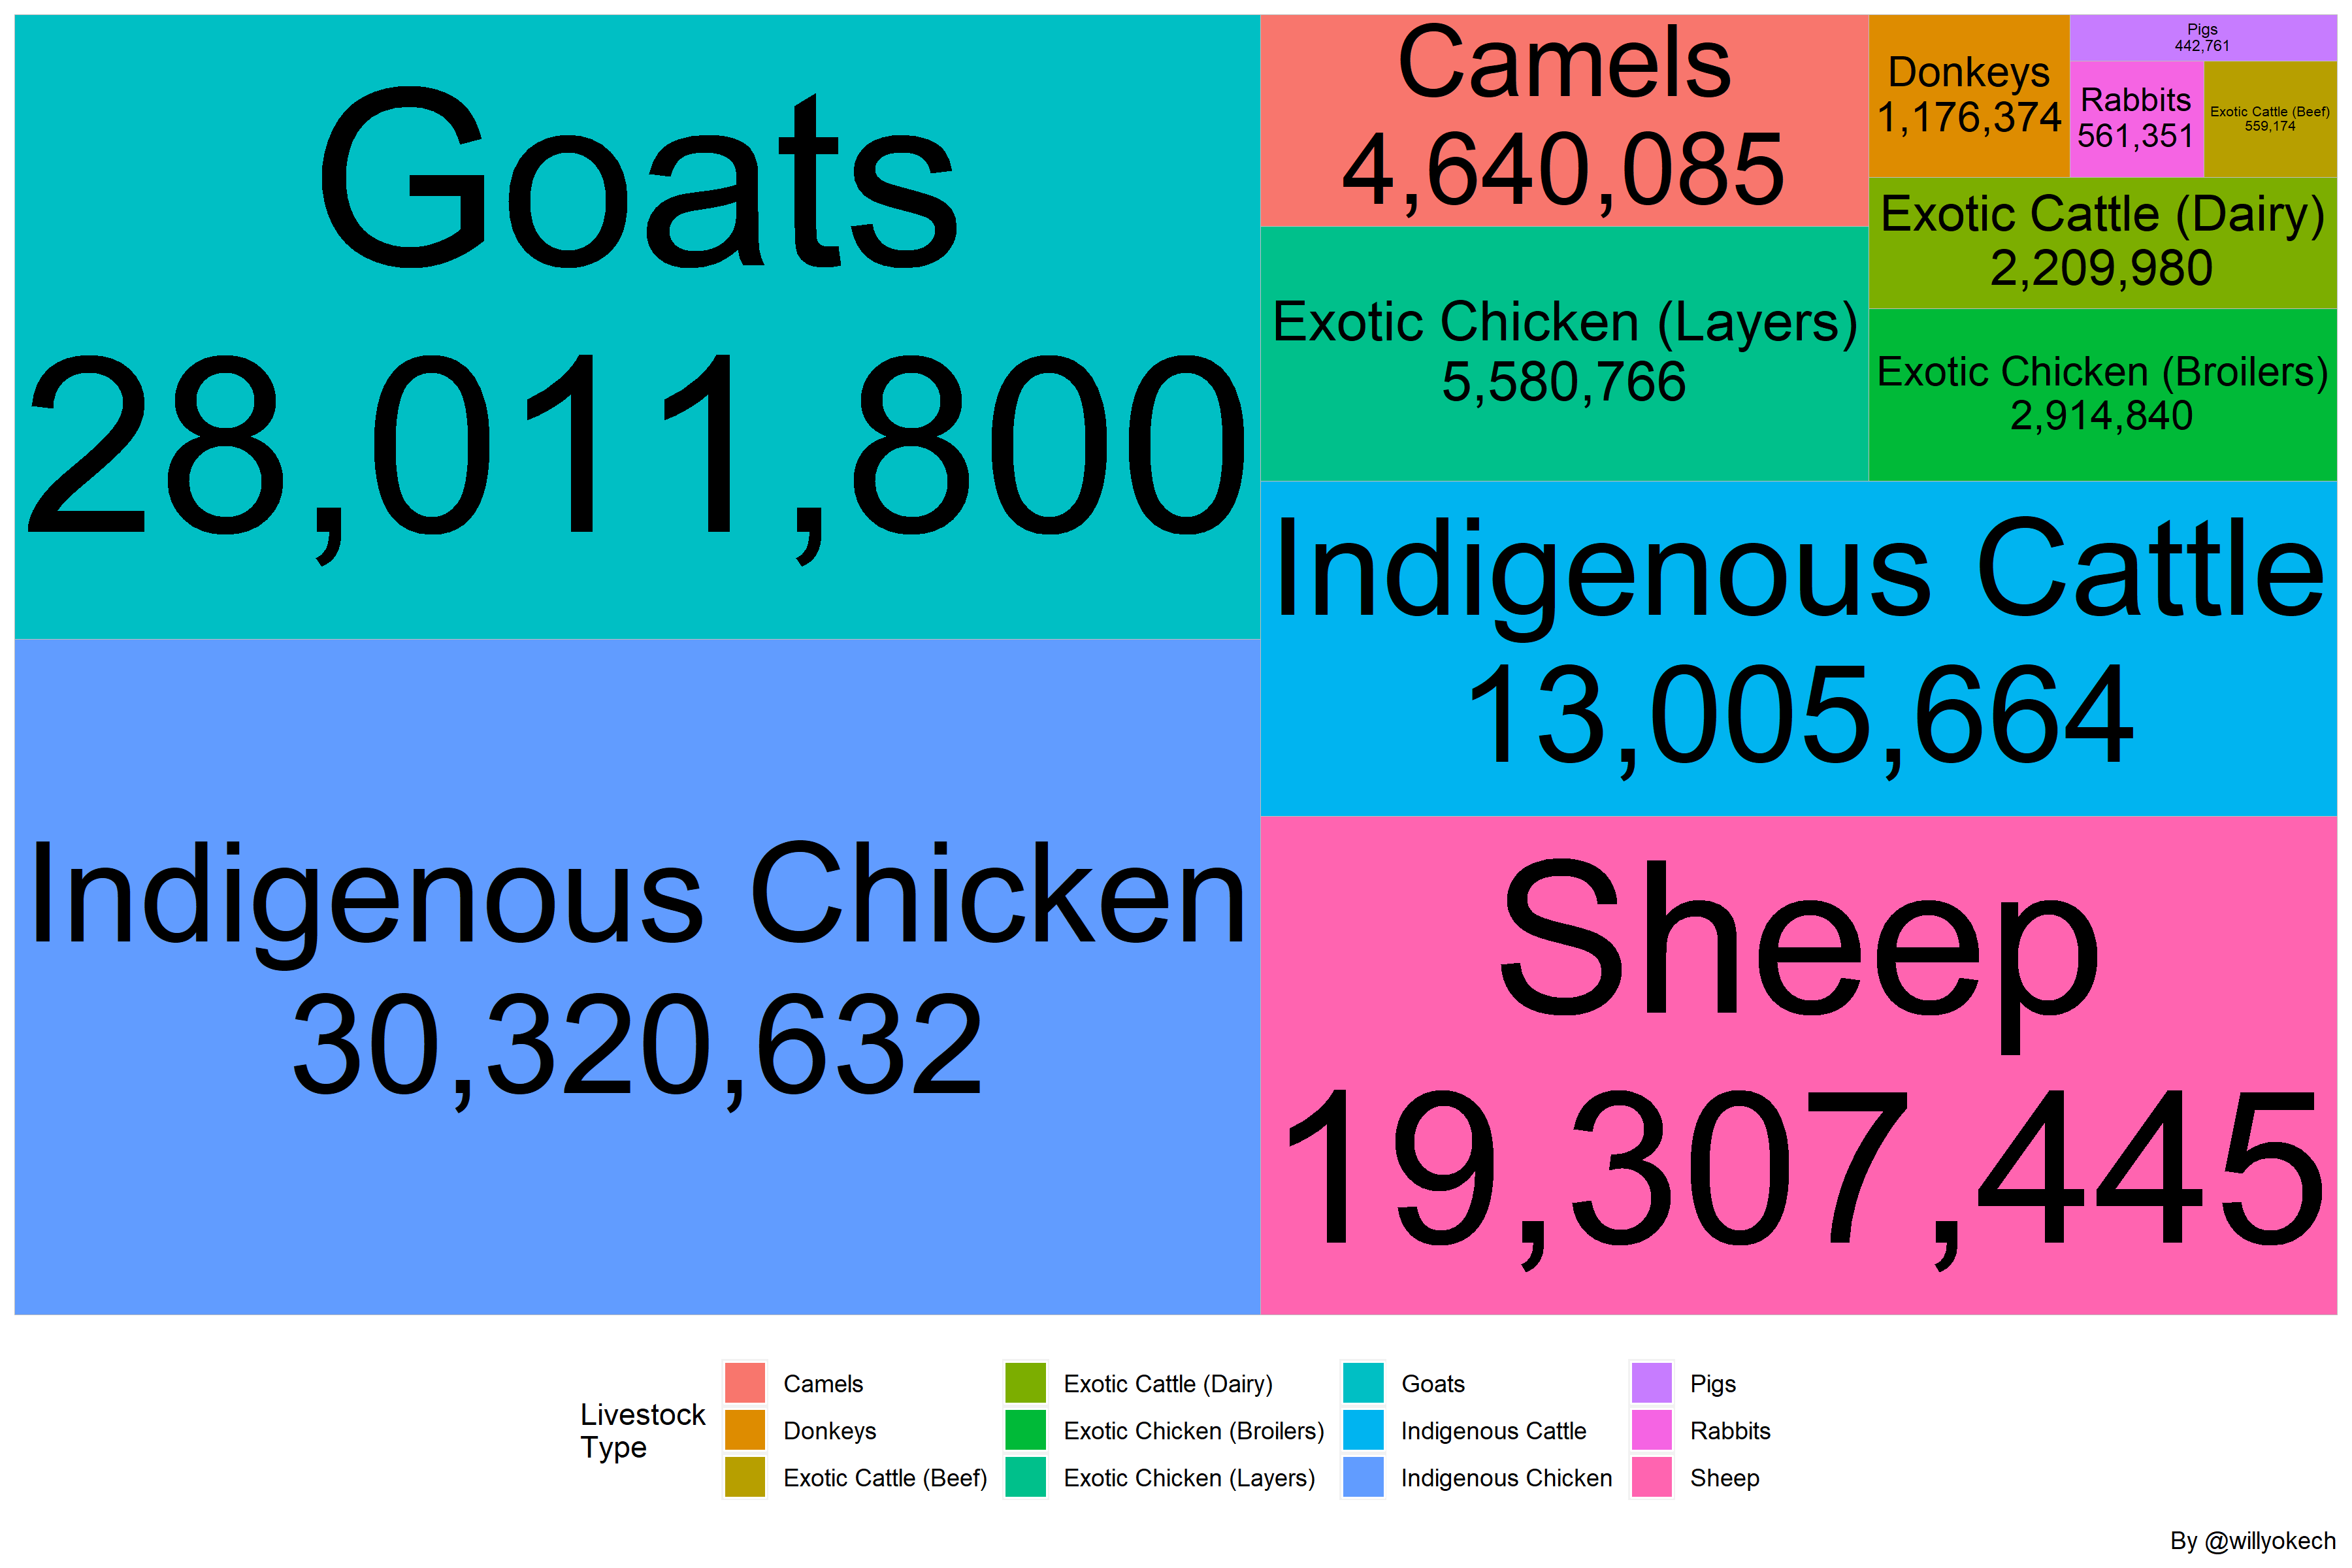 Goats
28,011,800
Indigenous Chicken
30,320,632
Camels
4,640,085
Exotic Chicken (Layers)
5,580,766
Donkeys
1,176,374
Pigs
442,761
Rabbits
561,351
Exotic Cattle (Beef)
559,174
Exotic Cattle (Dairy)
2,209,980
Exotic Chicken (Broilers)
2,914,840
Indigenous Cattle
13,005,664
Sheep
19,307,445
Livestock
Type
Camels
Donkeys
Exotic Cattle (Beef)
Exotic Cattle (Dairy)
Exotic Chicken (Broilers)
Exotic Chicken (Layers)
Goats
Indigenous Cattle
Indigenous Chicken
Pigs
Rabbits
Sheep
By @willyokech